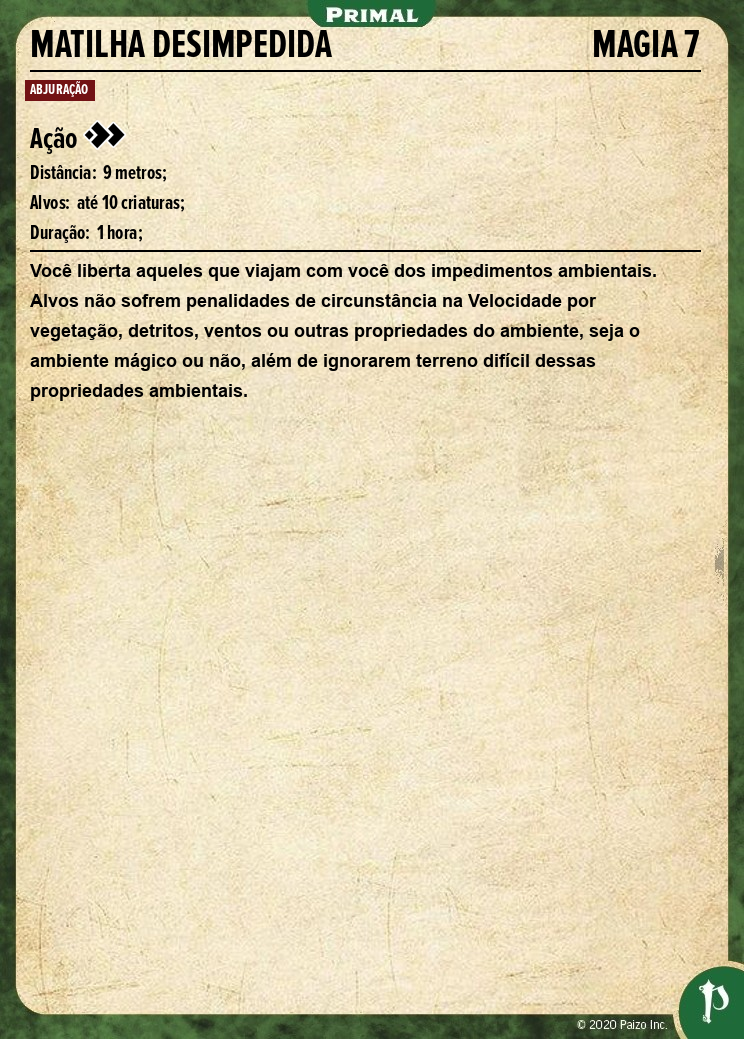 PRIMAL
MATILHA DESIMPEDIDA MAGIA 7
ABJURAÇÃO
Ação
Distância: 9 metros;
Alvos: até 10 criaturas;
Duração: 1 hora;
Você liberta aqueles que viajam com você dos impedimentos ambientais.
Alvos não sofrem penalidades de circunstância na Velocidade por
vegetação, detritos, ventos ou outras propriedades do ambiente, seja o
ambiente mágico ou não, além de ignorarem terreno difícil dessas
propriedades ambientais.
© 2020 Paizo Inc.